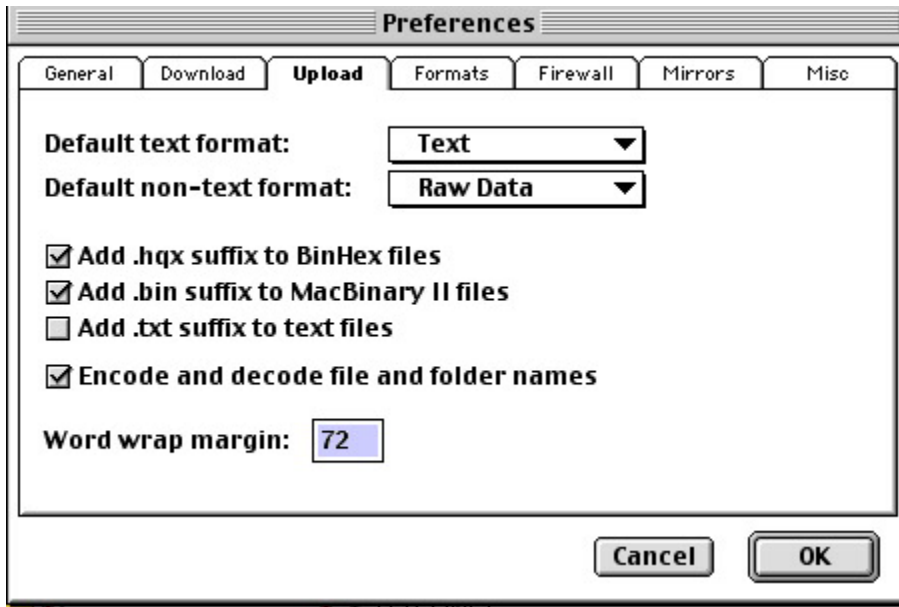 Preferences
General Download Upload Formats Firewall Mirrors Misc
Default text format: Text
Default non-text format: Raw Data
Add .hqx suffix to BinHex files
Add .bin suffix to MacBinary II files
Add .txt suffix to text files
Encode and decode file and folder names
Word wrap margin: 72
Cancel OK